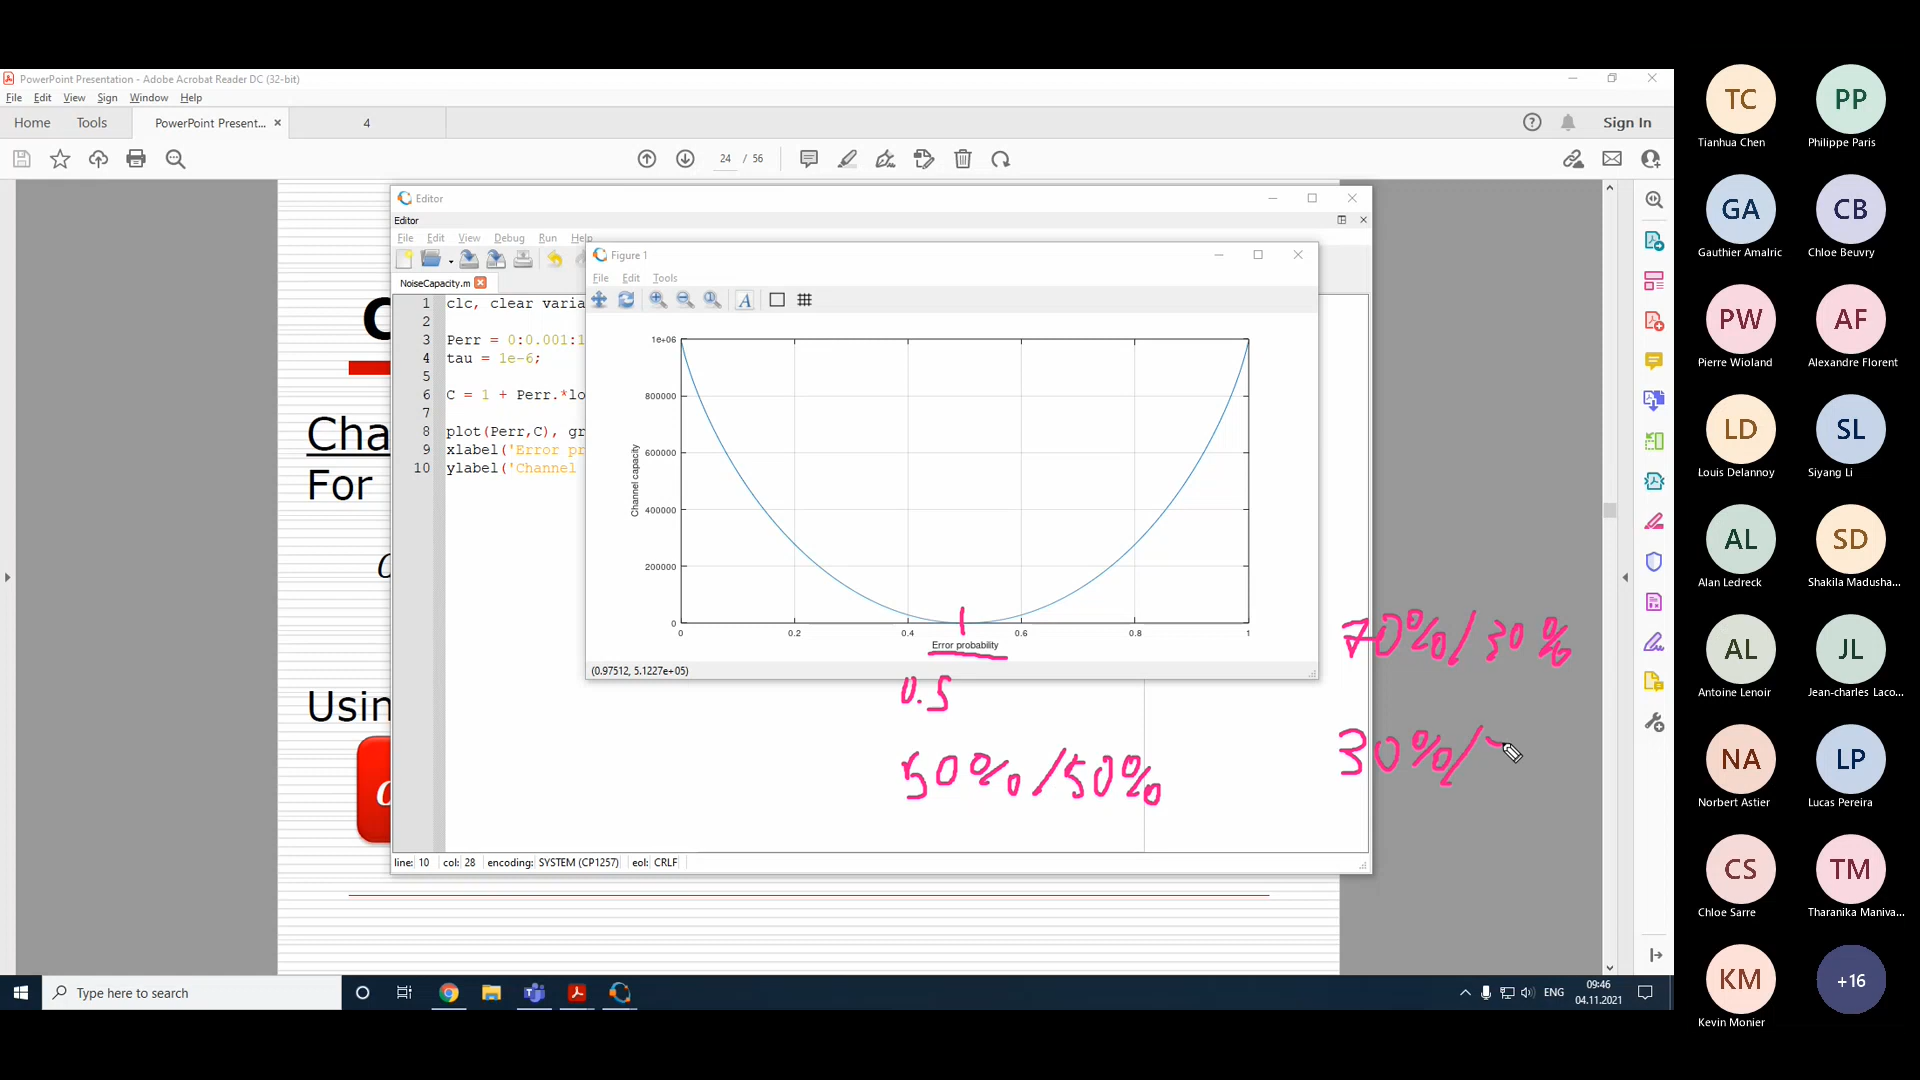 PowerPoint Presentation - Adobe Acrobat Reader DC (32-bit)
File Edit View Sign Window Help
Home Tools PowerPoint Present... × 4 Sign In
24 / 56
Editor
Editor
File Edit View Debug Run Help
NoiseCapacity.m
1 clc, clear varia
2
3 Perr = 0:0.001:1
4 tau = 1e-6;
5
6 C = 1 + Perr.*lo
7
8 plot(Perr,C), gr
9 xlabel('Error pr
10 ylabel('Channel
line: 10 col: 28 encoding: SYSTEM (CP1257) eol: CRLF
Figure 1
File Edit Tools
A
1e+06
800000
600000
400000
200000
0
Channel capacity
0 0.2 0.4 0.6 0.8 1
Error probability
(0.97512, 5.1227e+05)
0.5
50%/50%
70%/30%
30%/
Cha
For
Usin
Type here to search
ENG
09:46
04.11.2021
TC PP
Tianhua Chen Philippe Paris
GA CB
Gauthier Amalric Chloe Beuvry
PW AF
Pierre Wioland Alexandre Florent
LD SL
Louis Delannoy Siyang Li
AL SD
Alan Ledreck Shakila Madusha...
AL JL
Antoine Lenoir Jean-charles Laco...
NA LP
Norbert Astier Lucas Pereira
CS TM
Chloe Sarre Tharanika Maniva...
KM +16
Kevin Monier